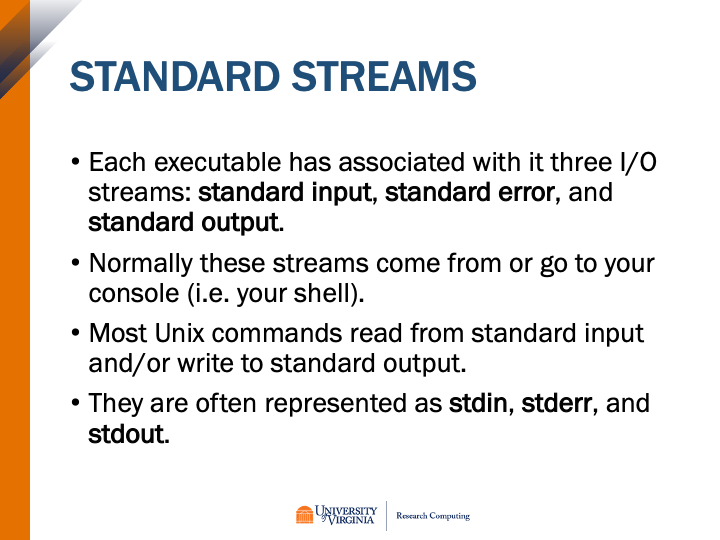 STANDARD STREAMS
• Each executable has associated with it three I/O
streams: standard input, standard error, and
standard output.
• Normally these streams come from or go to your
console (i.e. your shell).
• Most Unix commands read from standard input
and/or write to standard output.
• They are often represented as stdin, stderr, and
stdout.
UNIVERSITY
of VIRGINIA
Research Computing